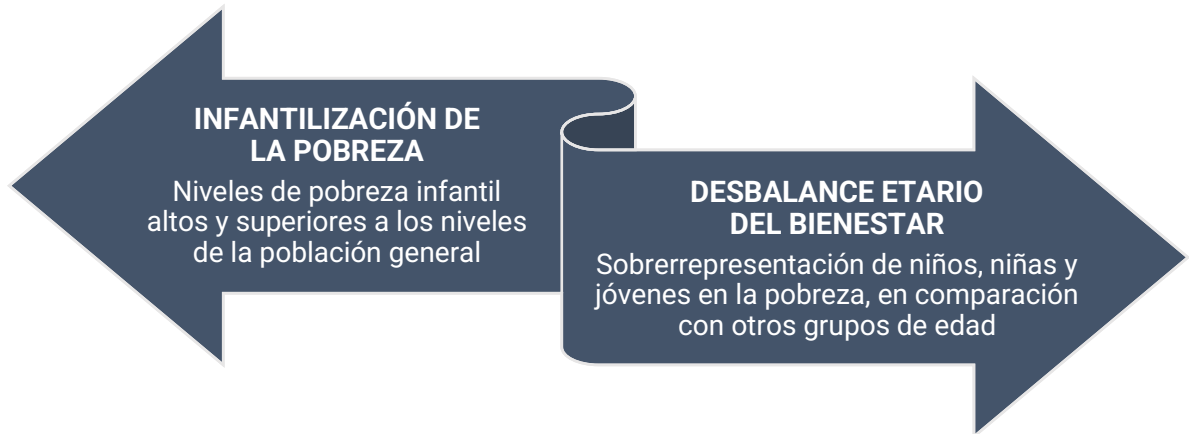 INFANTILIZACIÓN DE
LA POBREZA
Niveles de pobreza infantil
altos y superiores a los niveles
de la población general
DESBALANCE ETARIO
DEL BIENESTAR
Sobrerrepresentación de niños, niñas y
jóvenes en la pobreza, en comparación
con otros grupos de edad